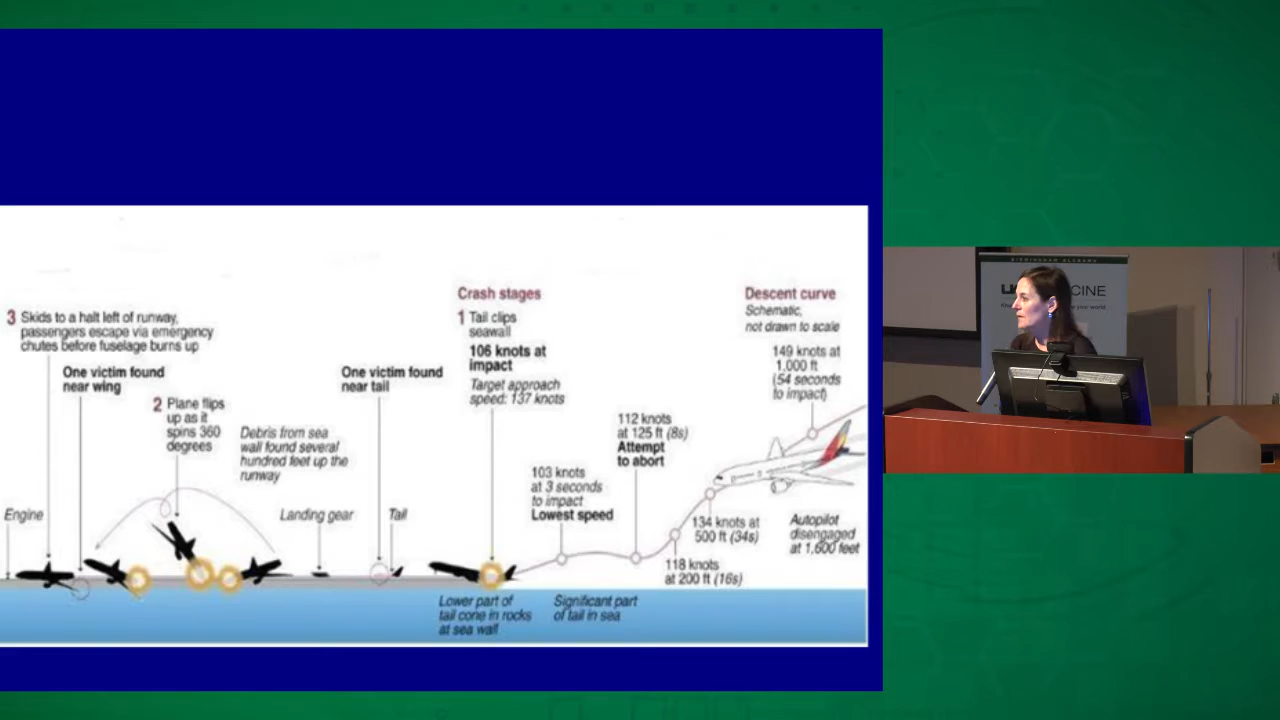 3 Skids to a halt left of runway,
passengers escape via emergency
chutes before fuselage burns up
One victim found
near wing
2 Plane flips
up as it
spins 360
degrees
Debris from sea
wall found several
hundred feet up the
runway
Engine
Landing gear
One victim found
near tail
Tail
Crash stages
1 Tail clips
seawall
106 knots at
impact
Target approach
speed: 137 knots
103 knots
at 3 seconds
to impact
Lowest speed
112 knots
at 125 ft (8s)
Attempt
to abort
Descent curve
Schematic,
not drawn to scale
149 knots at
1,000 ft
(54 seconds
to impact)
134 knots at
500 ft (34s)
118 knots
at 200 ft (16s)
Autopilot
disengaged
at 1,600 feet
Lower part of
tail cone in rocks
at sea wall
Significant part
of tail in sea
BIRMINGHAM ALABAMA
CINE
your world